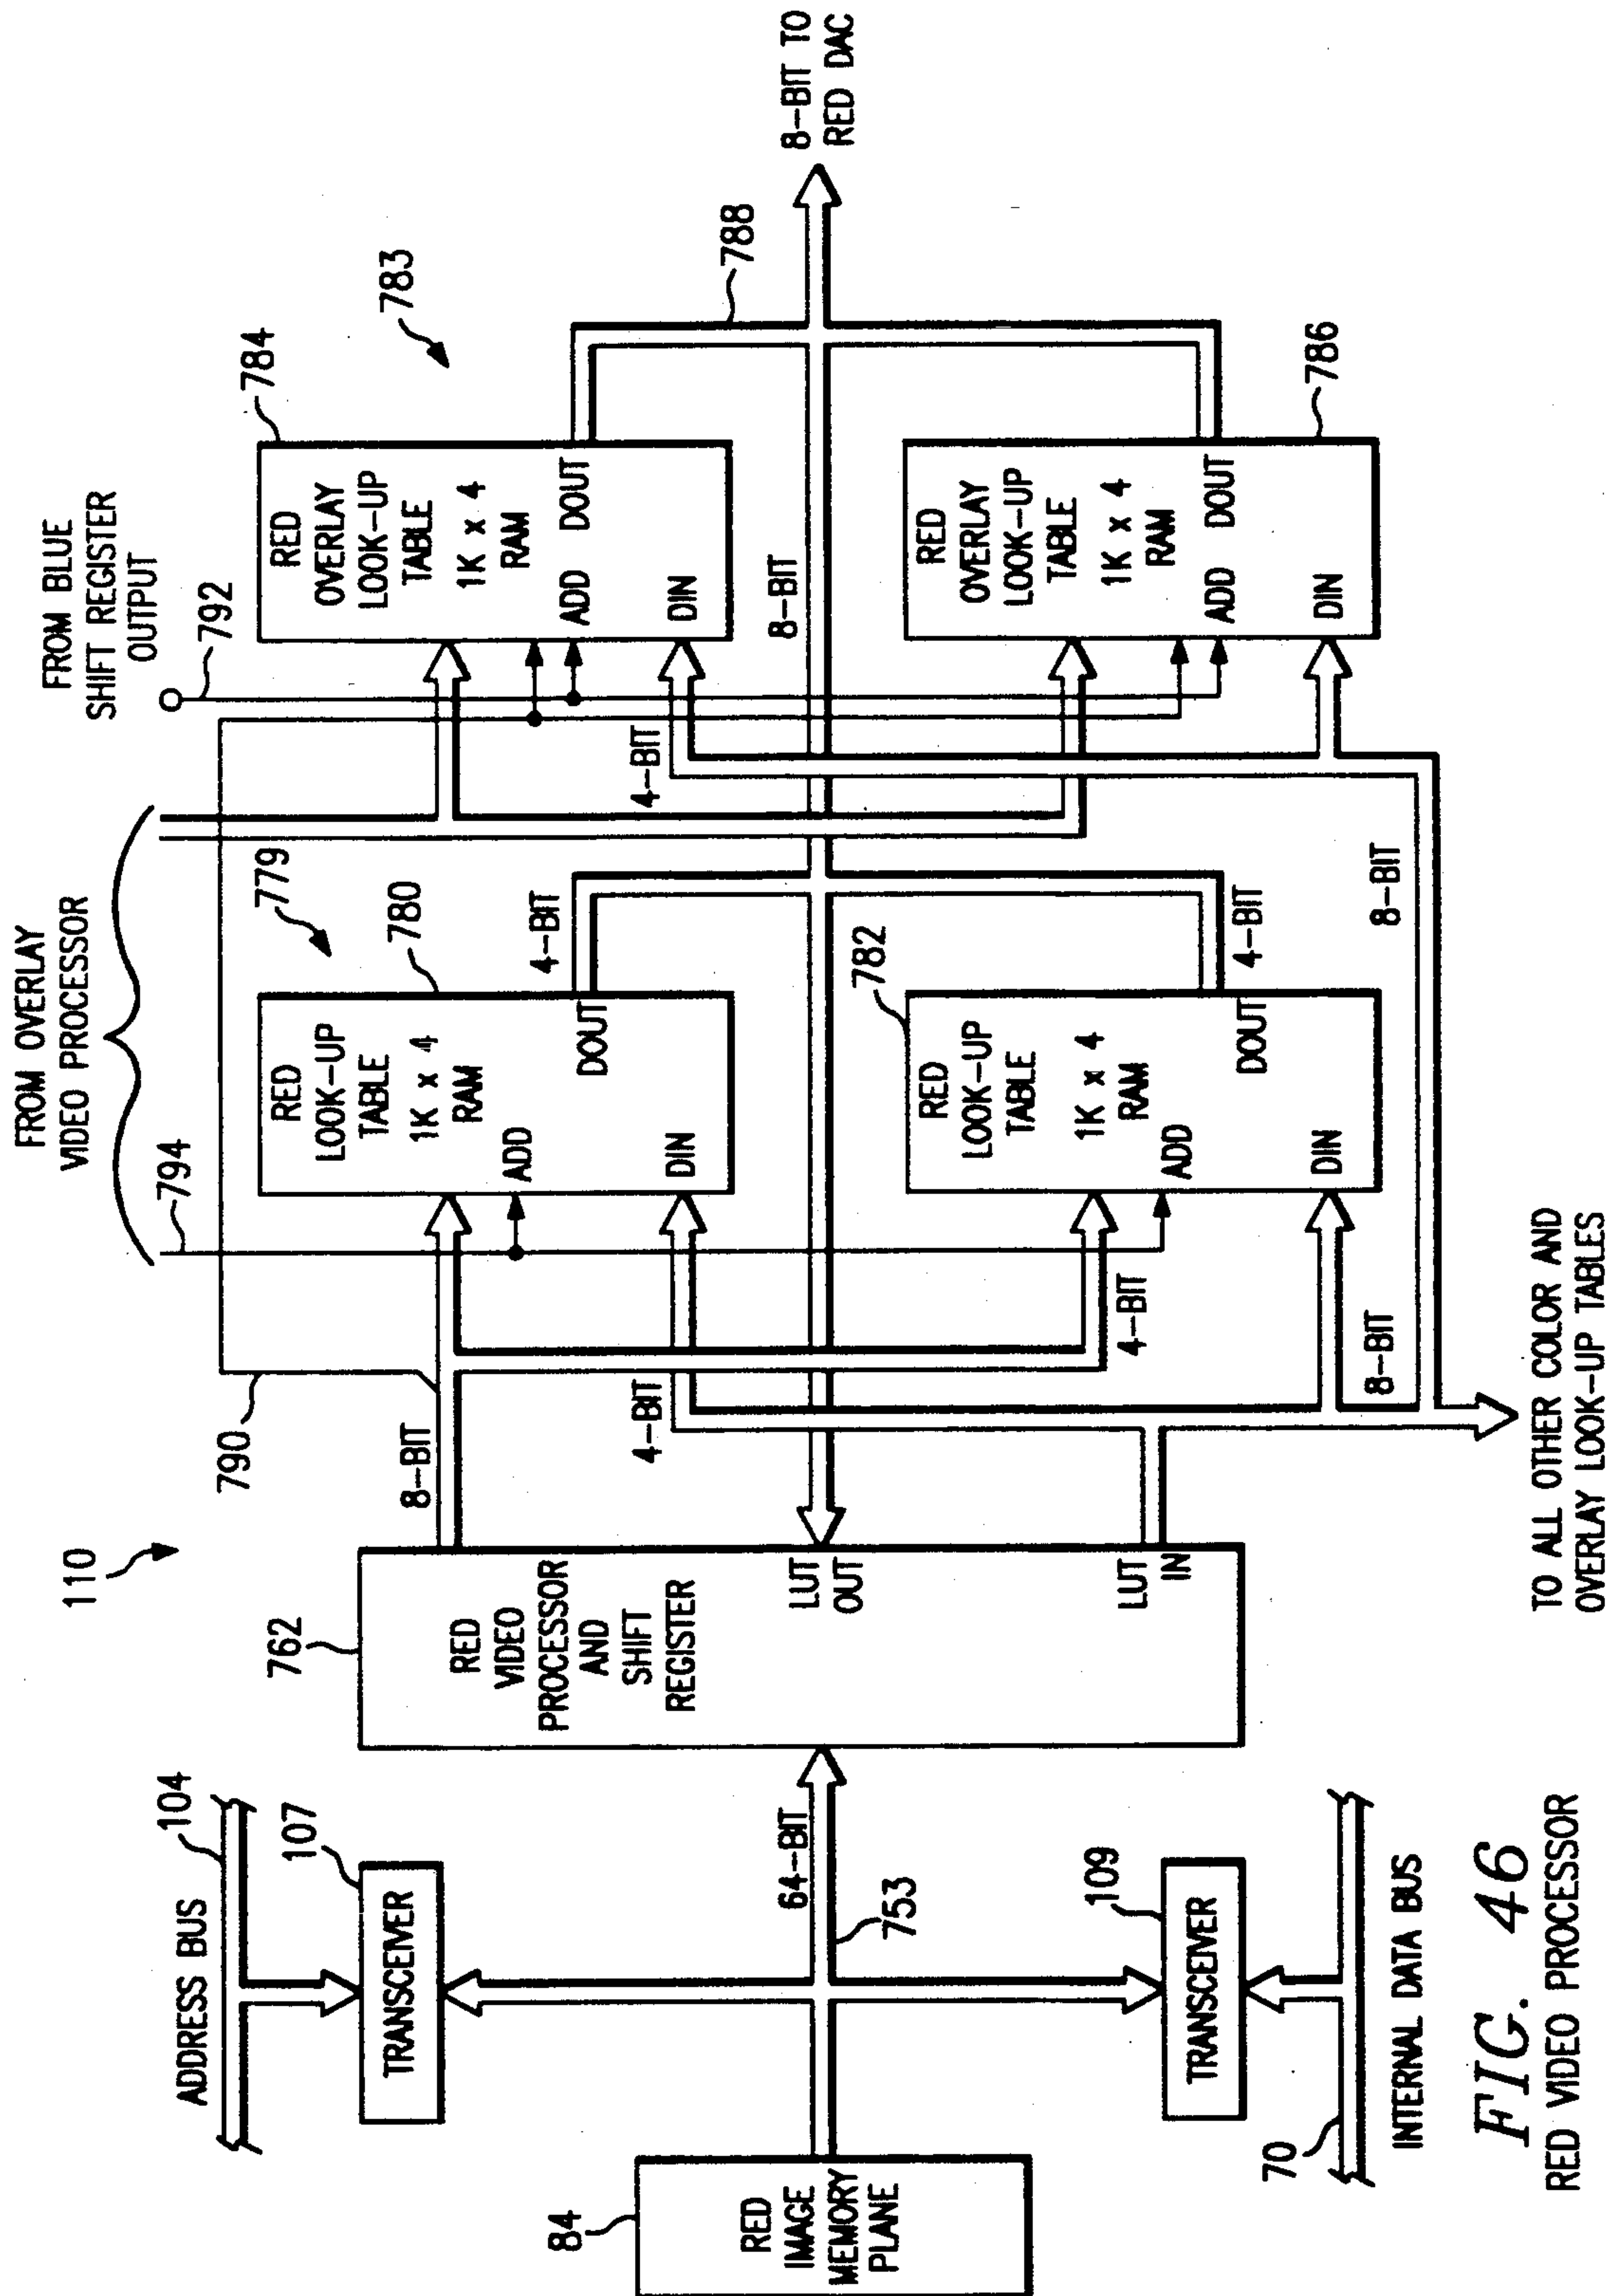 110
ADDRESS BUS
104
107
TRANSCEIVER
84
RED
IMAGE
MEMORY
PLANE
64-BIT
753
109
TRANSCEIVER
70
INTERNAL DATA BUS
762
RED
VIDEO
PROCESSOR
AND
SHIFT
REGISTER
LUT
OUT
LUT
IN
790
8-BIT
4-BIT
4-BIT
FROM OVERLAY
VIDEO PROCESSOR
794
779
780
RED
LOOK-UP
TABLE
1K x 4
RAM
ADD
DIN
DOUT
4-BIT
782
RED
LOOK-UP
TABLE
1K x 4
RAM
ADD
DIN
DOUT
4-BIT
8-BIT
8-BIT
TO ALL OTHER COLOR AND
OVERLAY LOOK-UP TABLES
FROM BLUE
SHIFT REGISTER
OUTPUT
792
4-BIT
8-BIT
783
784
RED
OVERLAY
LOOK-UP
TABLE
1K x 4
RAM
ADD DOUT
DIN
786
RED
OVERLAY
LOOK-UP
TABLE
1K x 4
RAM
ADD DOUT
DIN
788
8-BIT TO
RED DAC
FIG. 46
RED VIDEO PROCESSOR